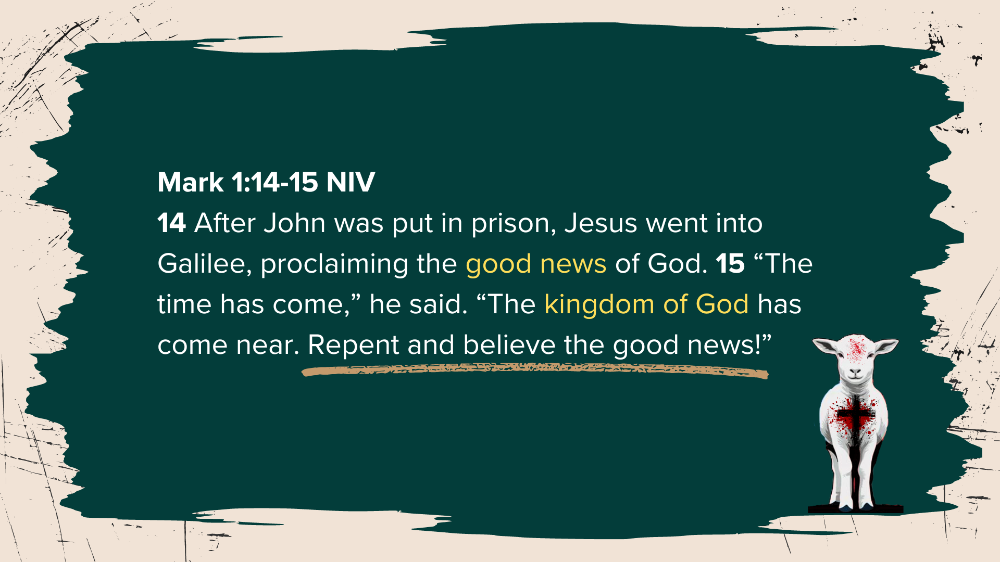 Mark 1:14-15 NIV
14 After John was put in prison, Jesus went into
Galilee, proclaiming the good news of God. 15 “The
time has come,” he said. “The kingdom of God has
come near. Repent and believe the good news!”